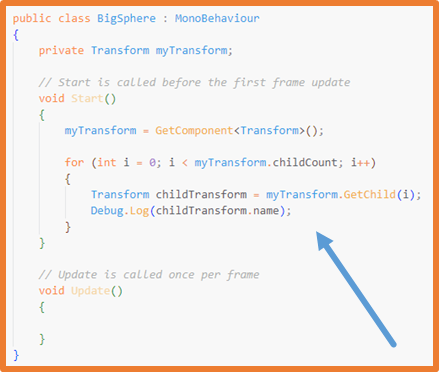 public class BigSphere : MonoBehaviour
{
    private Transform myTransform;

    // Start is called before the first frame update
    void Start()
    {
        myTransform = GetComponent<Transform>();

        for (int i = 0; i < myTransform.childCount; i++)
        {
            Transform childTransform = myTransform.GetChild(i);
            Debug.Log(childTransform.name);
        }
    }

    // Update is called once per frame
    void Update()
    {

    }
}